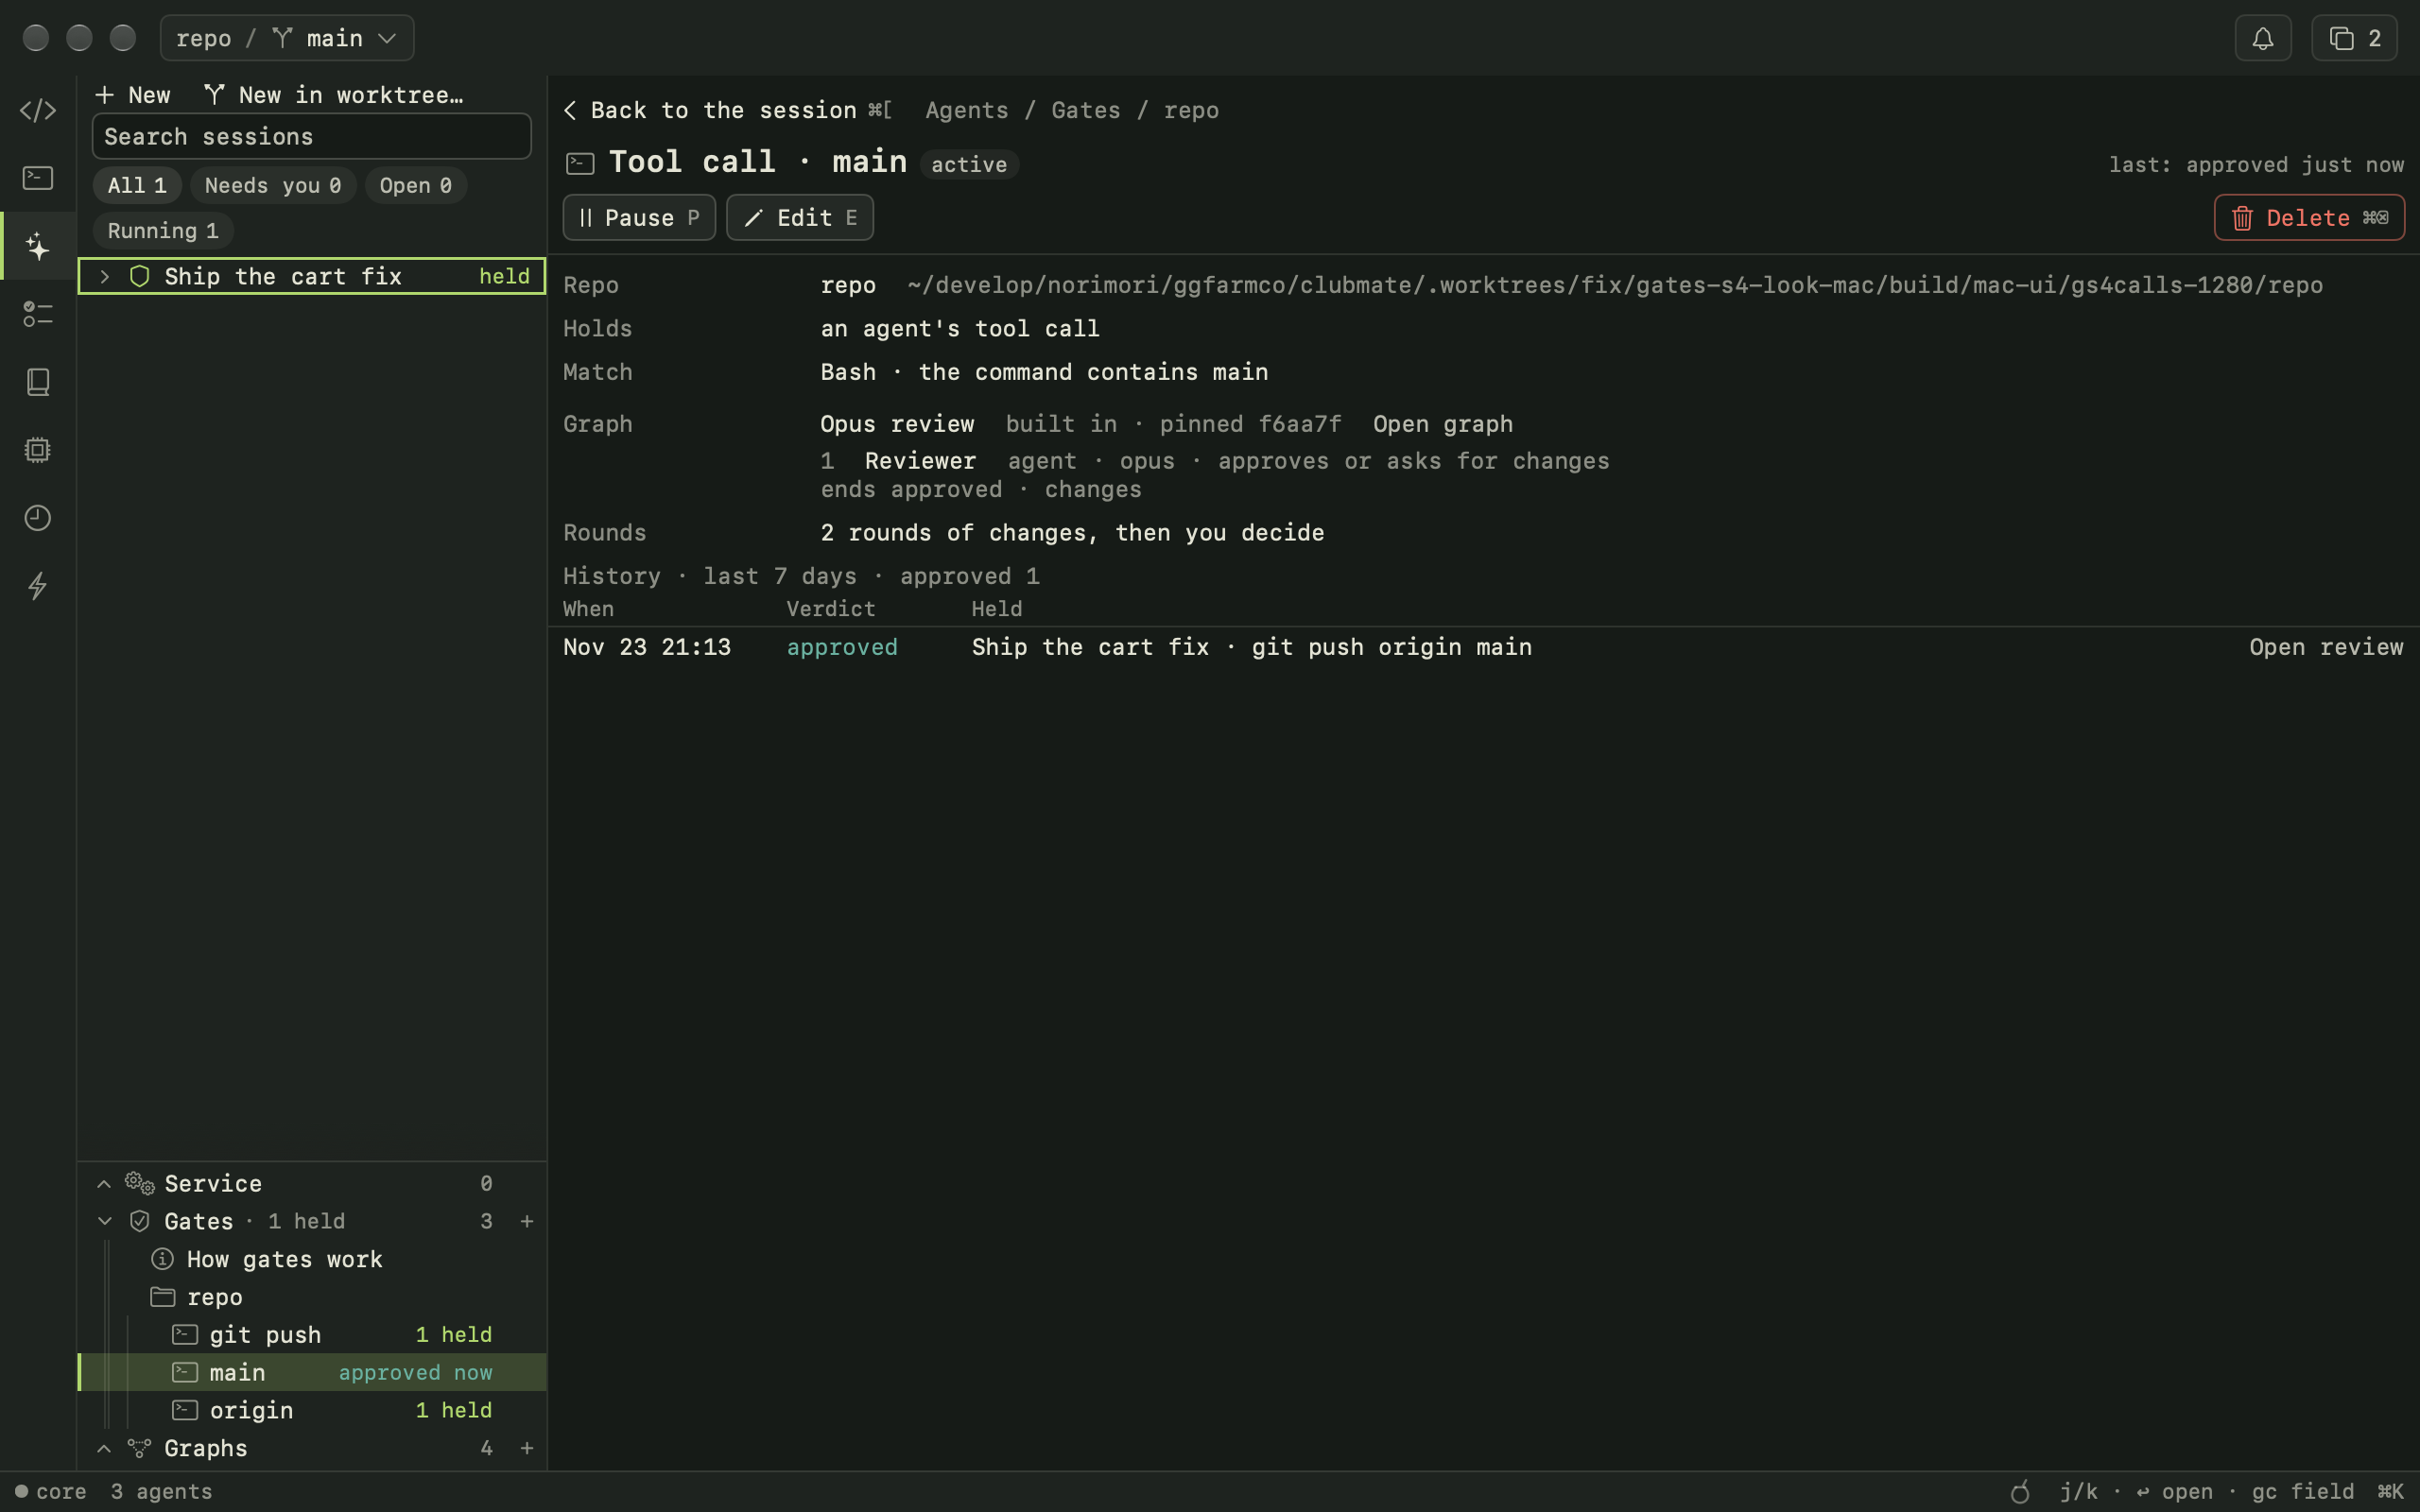 repo / main
2
+ New New in worktree…
Search sessions
All 1 Needs you 0 Open 0
Running 1
Ship the cart fix held
Service 0
Gates · 1 held 3 +
How gates work
repo
git push 1 held
main approved now
origin 1 held
Graphs 4 +
Back to the session ⌘[ Agents / Gates / repo
Tool call · main active last: approved just now
Pause P Edit E Delete ⌘⌫
Repo repo ~/develop/norimori/ggfarmco/clubmate/.worktrees/fix/gates-s4-look-mac/build/mac-ui/gs4calls-1280/repo
Holds an agent's tool call
Match Bash · the command contains main
Graph Opus review built in · pinned f6aa7f Open graph
1 Reviewer agent · opus · approves or asks for changes
ends approved · changes
Rounds 2 rounds of changes, then you decide
History · last 7 days · approved 1
When Verdict Held
Nov 23 21:13 approved Ship the cart fix · git push origin main Open review
core 3 agents j/k · ↩ open · gc field ⌘K